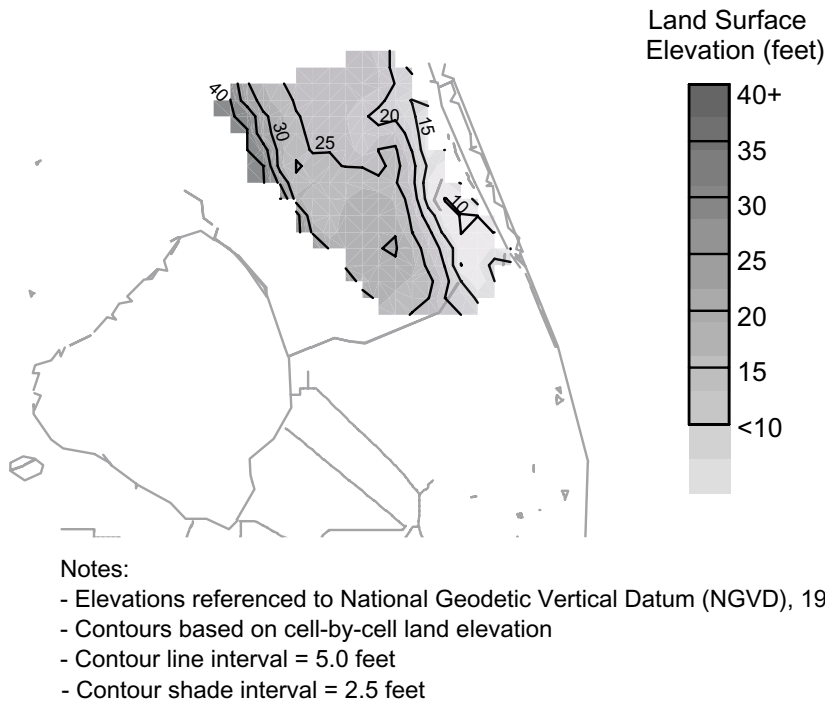 Land Surface
Elevation (feet)
40+
35
30
25
20
15
<10
40
30
25
20
15
10
Notes:
- Elevations referenced to National Geodetic Vertical Datum (NGVD), 19
- Contours based on cell-by-cell land elevation
- Contour line interval = 5.0 feet
- Contour shade interval = 2.5 feet